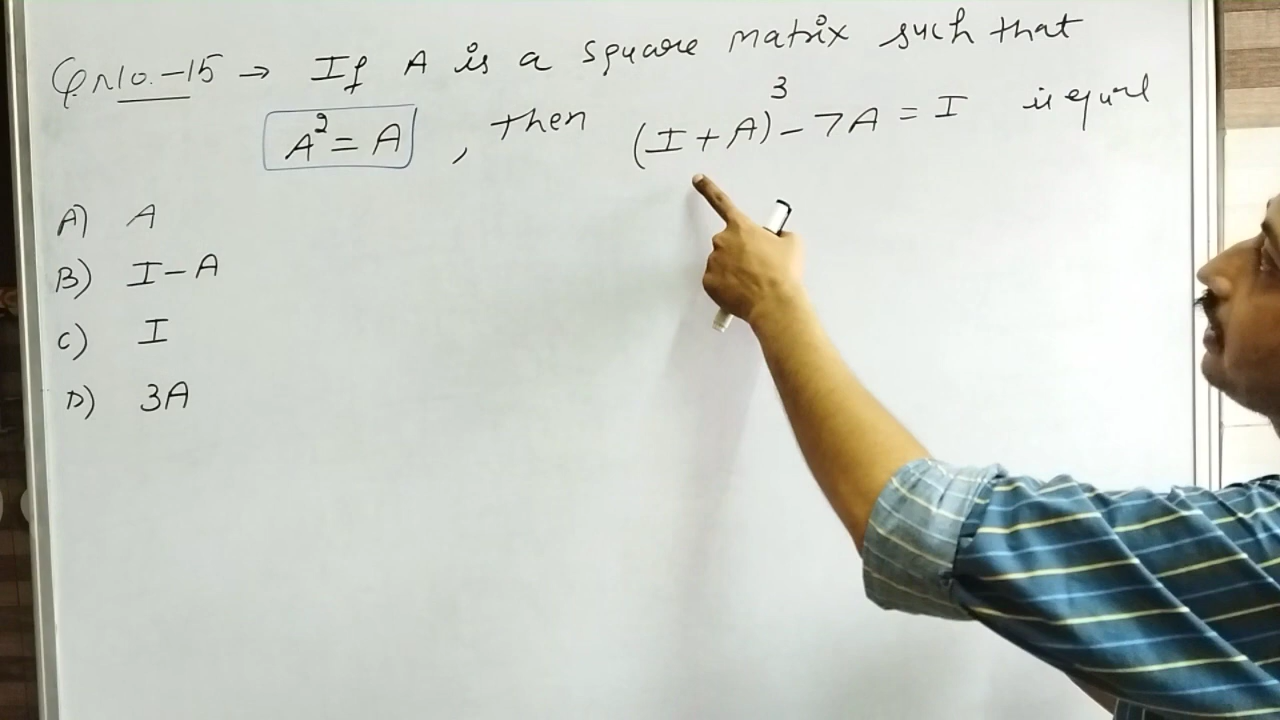 Q.No.-15 → If A is a square matrix such that
A² = A , then (I+A)³ - 7A = I is equal
A) A
B) I-A
C) I
D) 3A